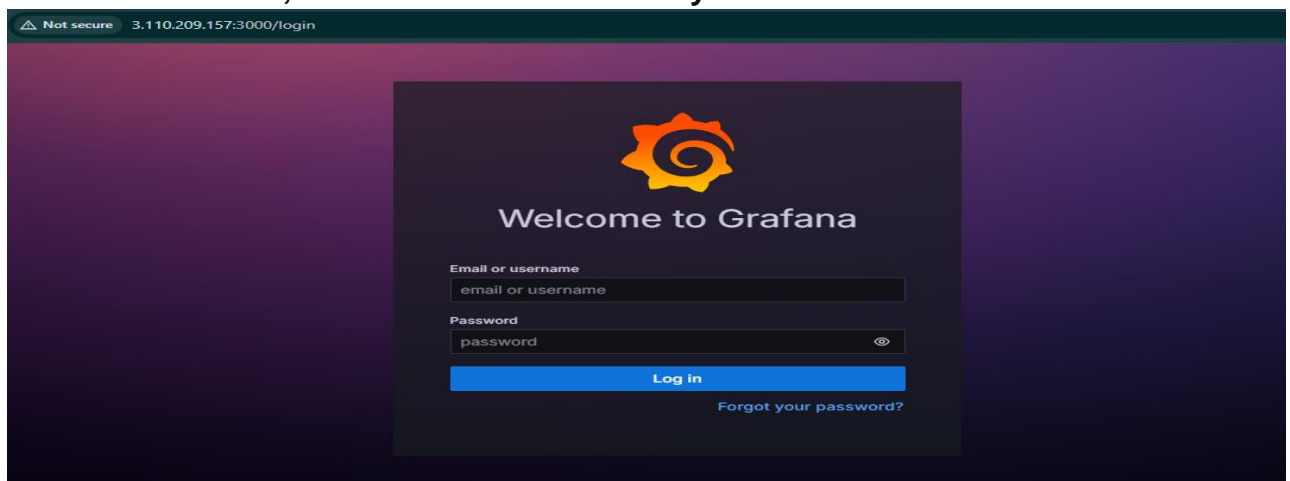 Not secure 3.110.209.157:3000/login
Welcome to Grafana
Email or username
email or username
Password
password
Log in
Forgot your password?